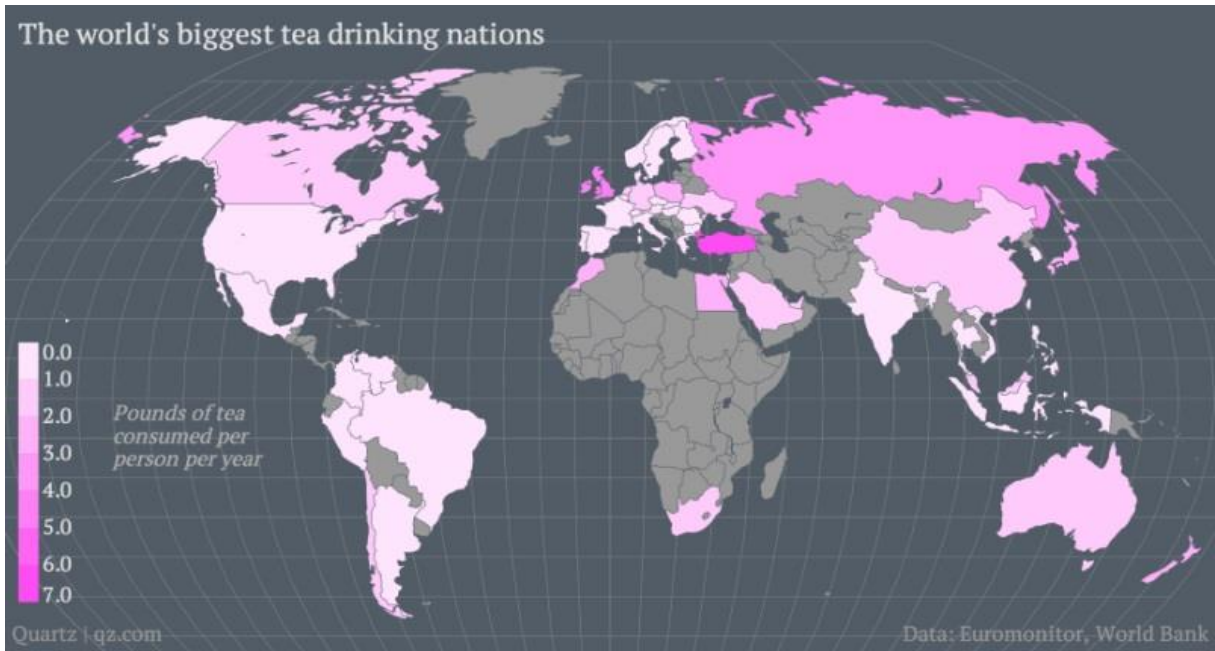 The world's biggest tea drinking nations
0.0
1.0
2.0
3.0
4.0
5.0
6.0
7.0
Pounds of tea
consumed per
person per year
Quartz | qz.com
Data: Euromonitor, World Bank